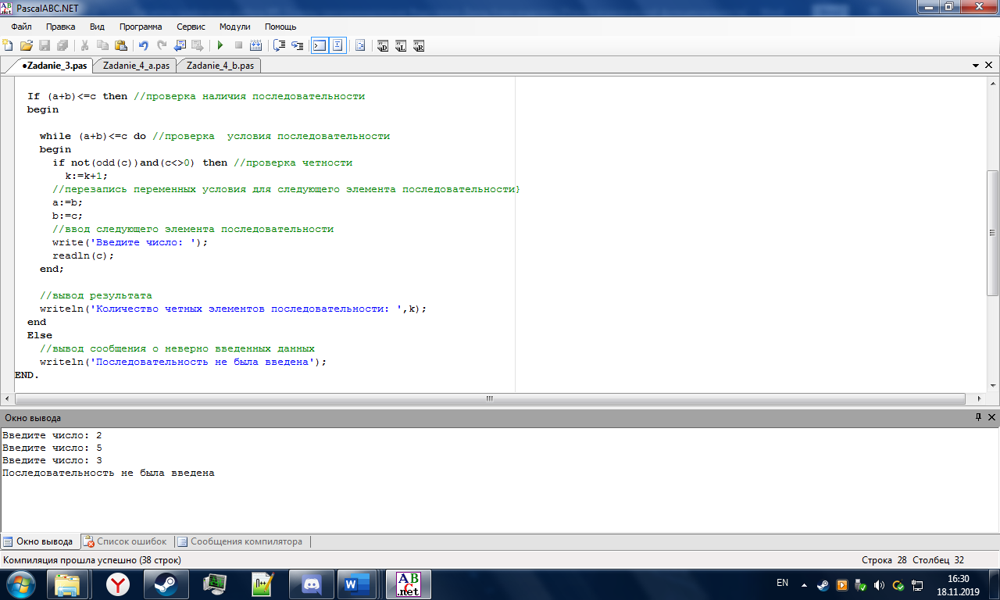 PascalABC.NET
Файл Правка Вид Программа Сервис Модули Помощь
•Zadanie_3.pas Zadanie_4_a.pas Zadanie_4_b.pas
If (a+b)<=c then //проверка наличия последовательности
begin
while (a+b)<=c do //проверка  условия последовательности
begin
if not(odd(c))and(c<>0) then //проверка четности
k:=k+1;
//перезапись переменных условия для следующего элемента последовательности}
a:=b;
b:=c;
//ввод следующего элемента последовательности
write('Введите число: ');
readln(c);
end;
//вывод результата
writeln('Количество четных элементов последовательности: ',k);
end
Else
//вывод сообщения о неверно введенных данных
writeln('Последовательность не была введена');
END.
Окно вывода
Введите число: 2
Введите число: 5
Введите число: 3
Последовательность не была введена
Окно вывода Список ошибок Сообщения компилятора
Компиляция прошла успешно (38 строк) Строка 28 Столбец 32
EN 16:30
18.11.2019